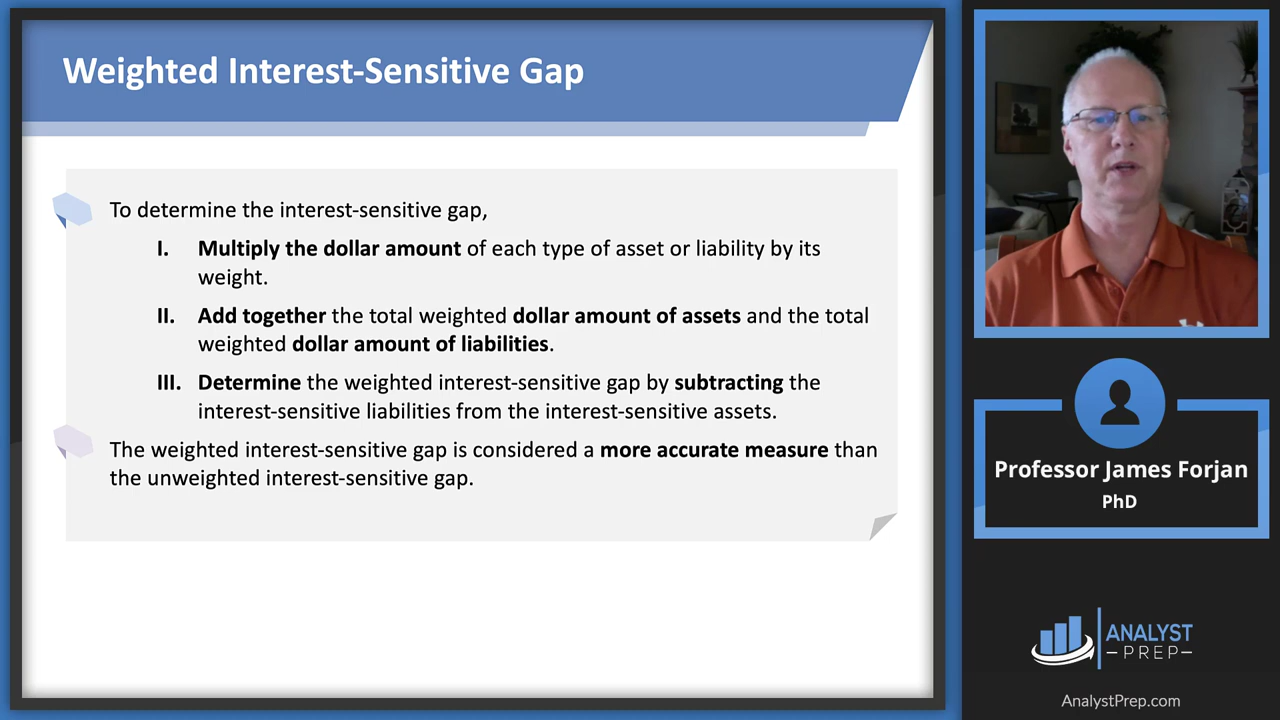 Weighted Interest-Sensitive Gap
To determine the interest-sensitive gap,
I. Multiply the dollar amount of each type of asset or liability by its
weight.
II. Add together the total weighted dollar amount of assets and the total
weighted dollar amount of liabilities.
III. Determine the weighted interest-sensitive gap by subtracting the
interest-sensitive liabilities from the interest-sensitive assets.
The weighted interest-sensitive gap is considered a more accurate measure than
the unweighted interest-sensitive gap.
Professor James Forjan
PhD
ANALYST
PREP
AnalystPrep.com